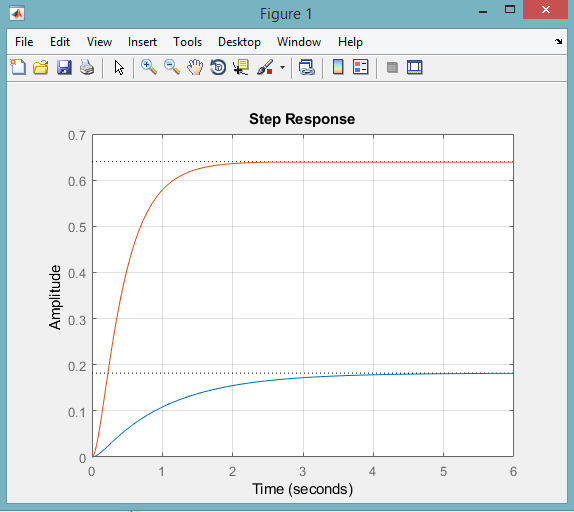 Figure 1
File Edit View Insert Tools Desktop Window Help
Step Response
Amplitude
0.7
0.6
0.5
0.4
0.3
0.2
0.1
0
0 1 2 3 4 5 6
Time (seconds)